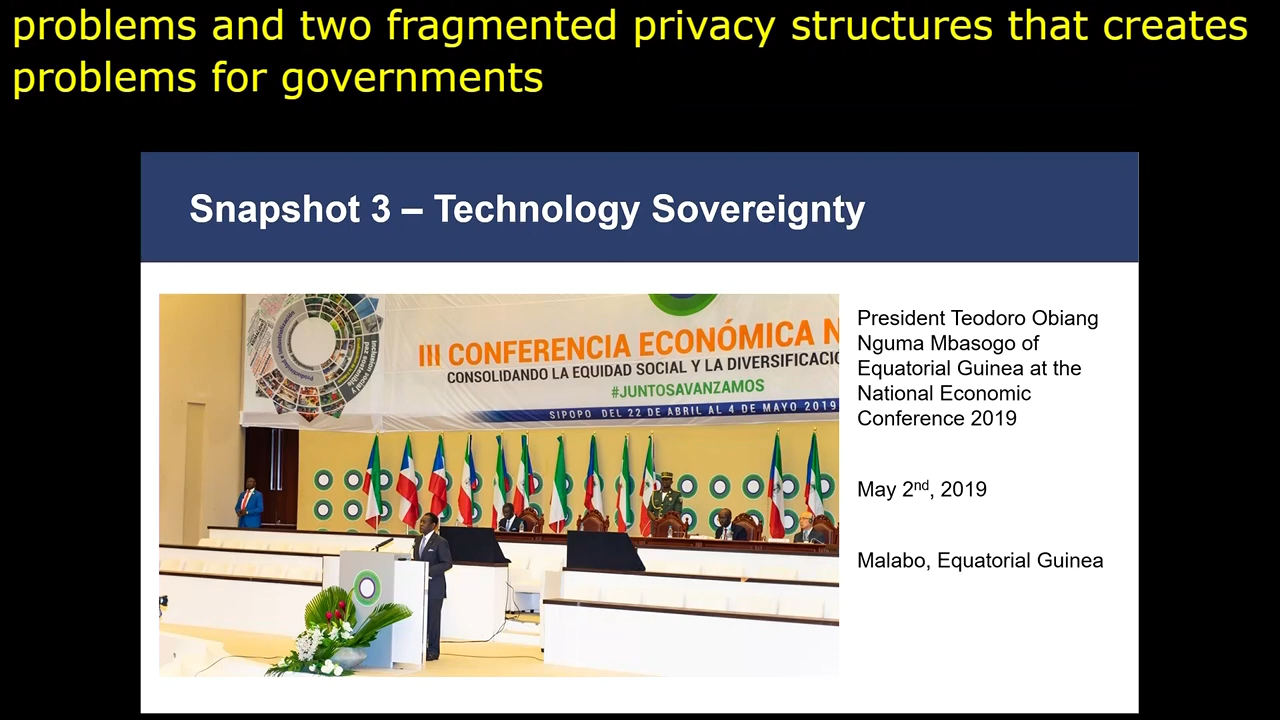 problems and two fragmented privacy structures that creates
problems for governments
Snapshot 3 – Technology Sovereignty
III CONFERENCIA ECONÓMICA N
CONSOLIDANDO LA EQUIDAD SOCIAL Y LA DIVERSIFICACIÓ
#JUNTOSAVANZAMOS
SIPOPO DEL 22 DE ABRIL AL 4 DE MAYO 2019
President Teodoro Obiang
Nguma Mbasogo of
Equatorial Guinea at the
National Economic
Conference 2019
May 2nd, 2019
Malabo, Equatorial Guinea